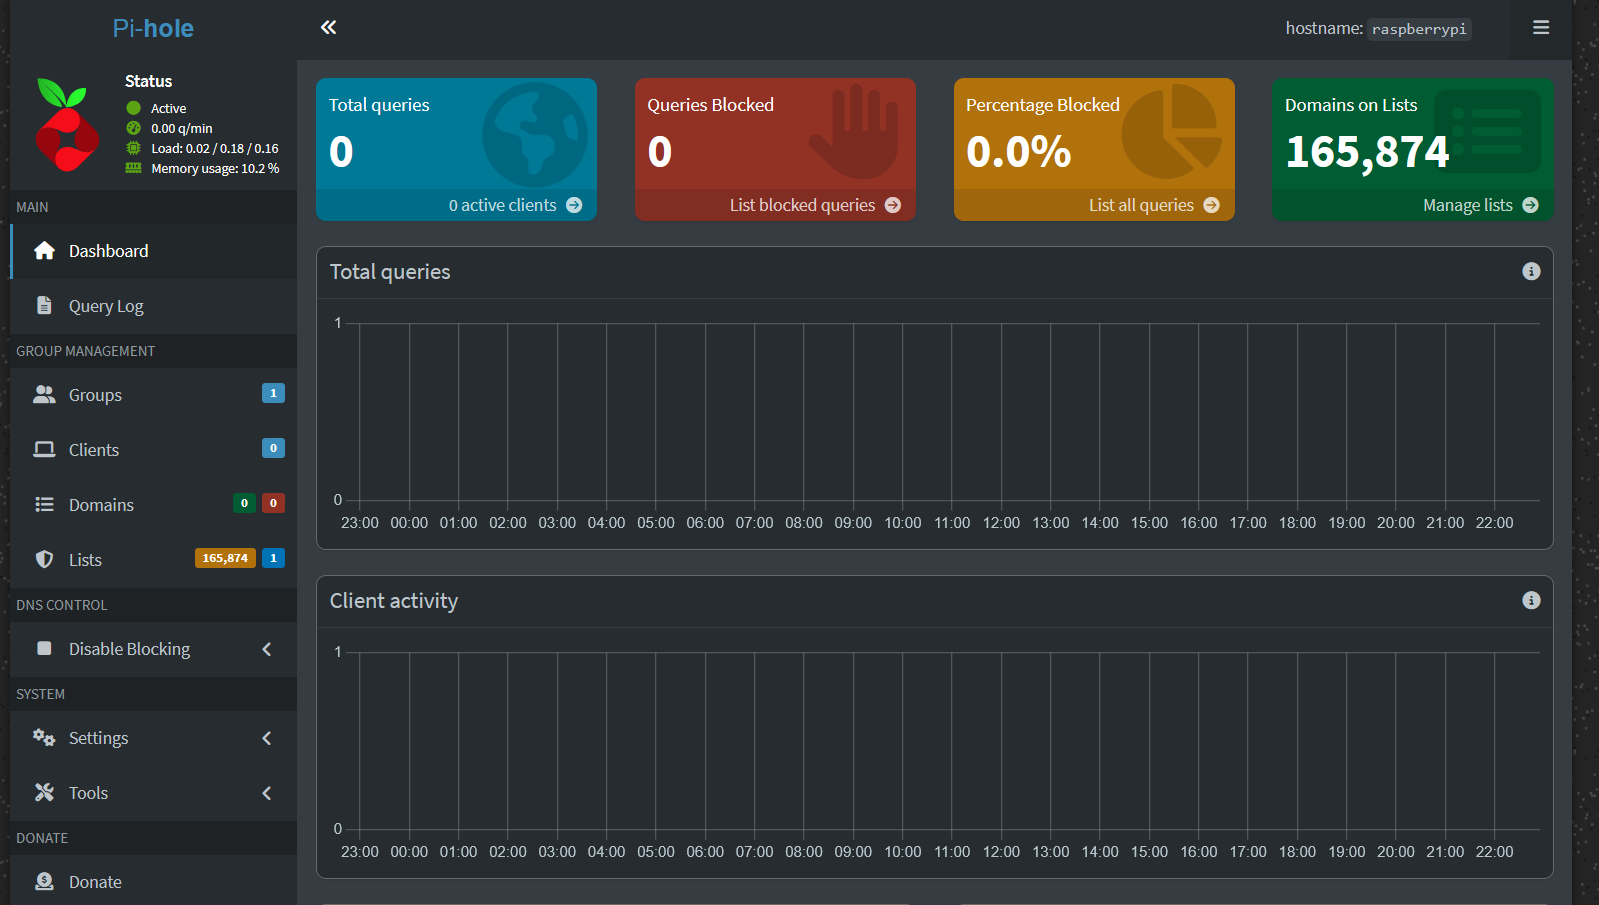 Pi-hole
hostname: raspberrypi
Status
Active
0.00 q/min
Load: 0.02 / 0.18 / 0.16
Memory usage: 10.2 %
MAIN
Dashboard
Query Log
GROUP MANAGEMENT
Groups 1
Clients 0
Domains 0 0
Lists 165,874 1
DNS CONTROL
Disable Blocking
SYSTEM
Settings
Tools
DONATE
Donate
Total queries
0
0 active clients
Queries Blocked
0
List blocked queries
Percentage Blocked
0.0%
List all queries
Domains on Lists
165,874
Manage lists
Total queries
1
0
23:00 00:00 01:00 02:00 03:00 04:00 05:00 06:00 07:00 08:00 09:00 10:00 11:00 12:00 13:00 14:00 15:00 16:00 17:00 18:00 19:00 20:00 21:00 22:00
Client activity
1
0
23:00 00:00 01:00 02:00 03:00 04:00 05:00 06:00 07:00 08:00 09:00 10:00 11:00 12:00 13:00 14:00 15:00 16:00 17:00 18:00 19:00 20:00 21:00 22:00